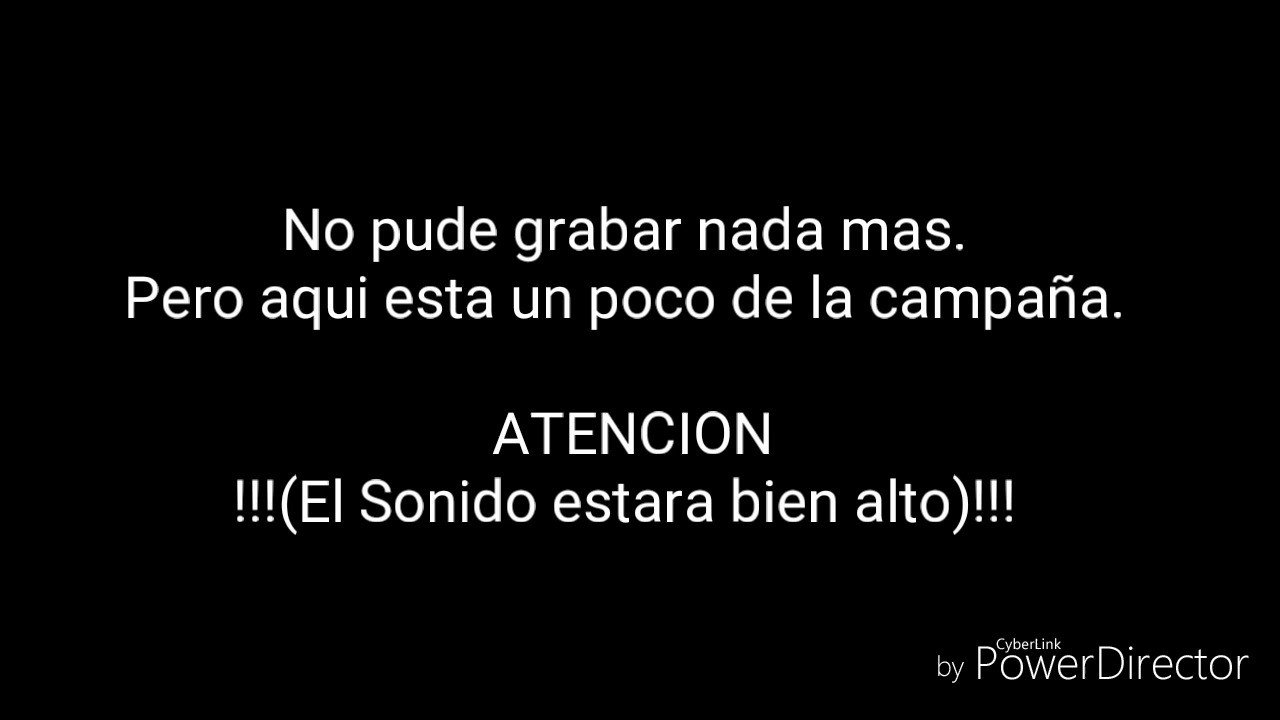 No pude grabar nada mas.
Pero aqui esta un poco de la campaña.
ATENCION
!!!(El Sonido estara bien alto)!!!
CyberLink
by PowerDirector